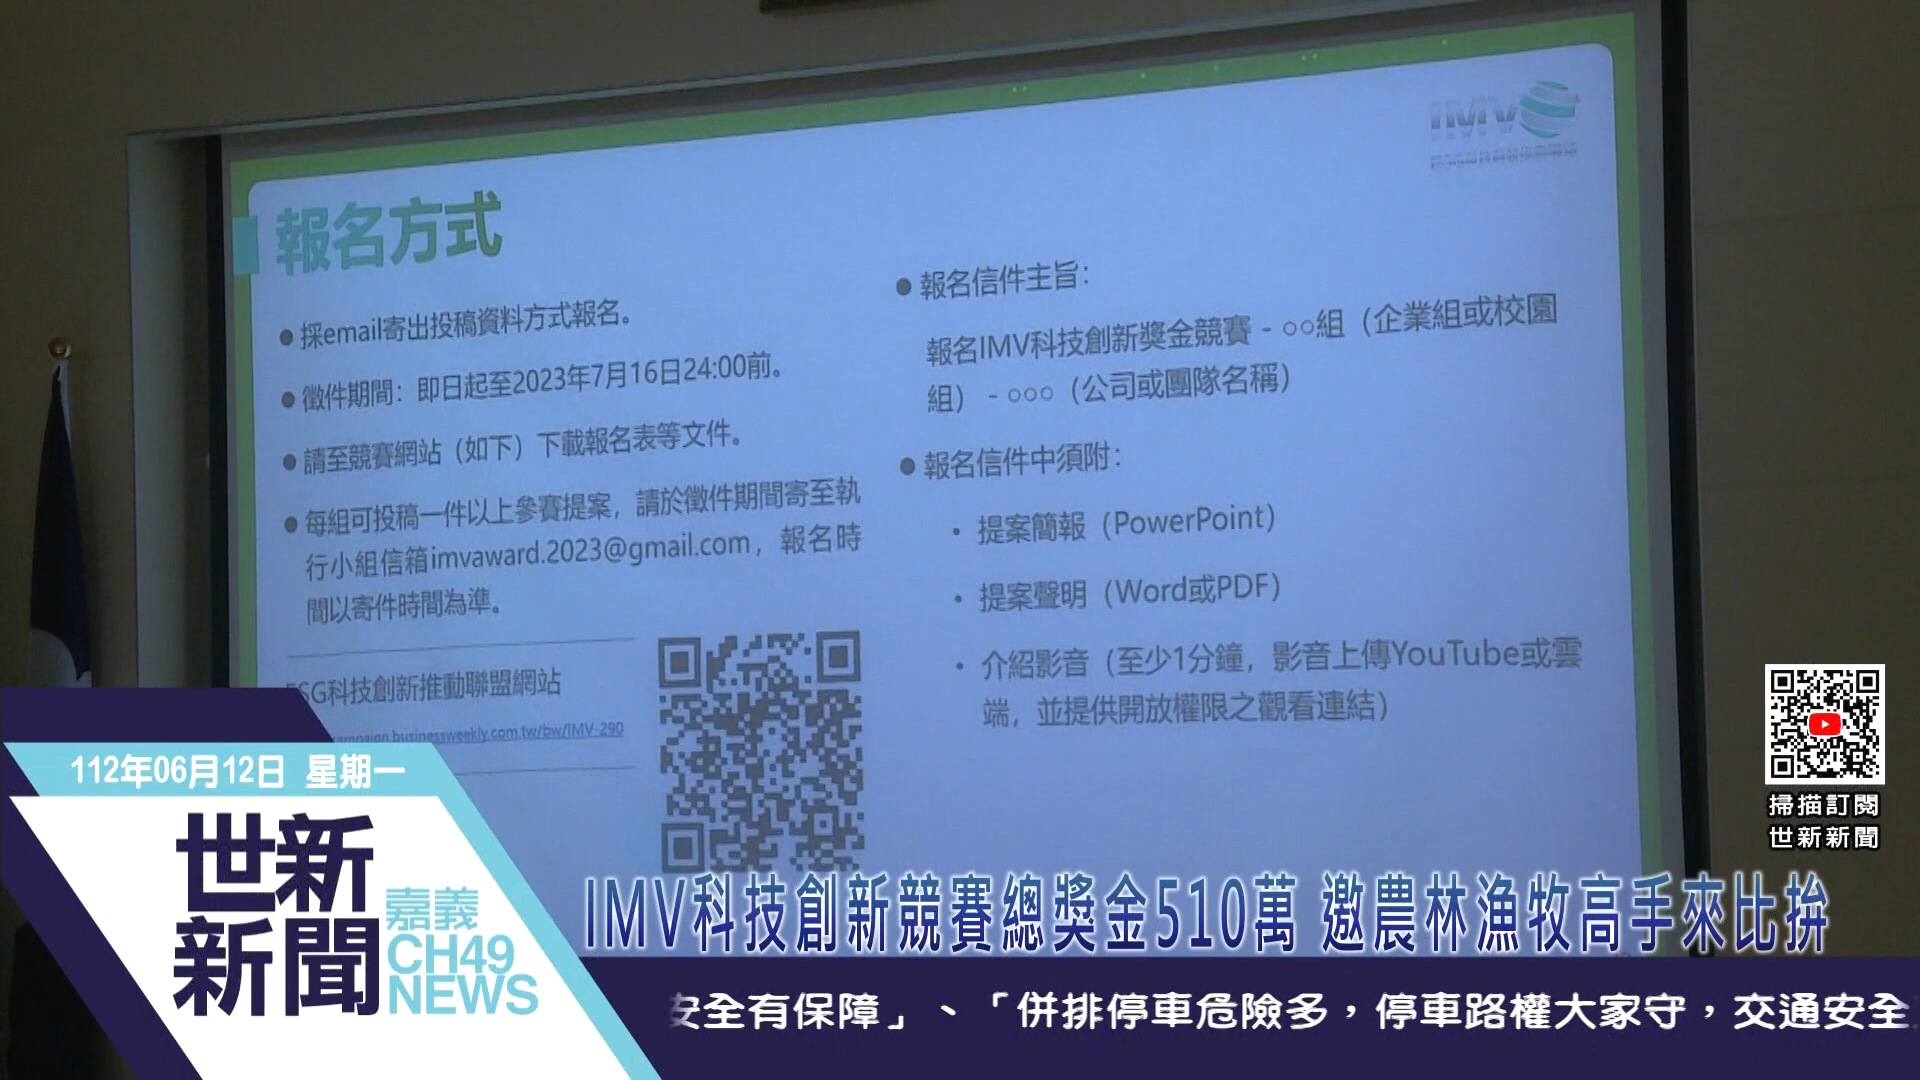 IMV
報名方式
採email寄出投稿資料方式報名。
徵件期間：即日起至2023年7月16日24:00前。
請至競賽網站（如下）下載報名表等文件。
每組可投稿一件以上參賽提案，請於徵件期間寄至執
行小組信箱imvaward.2023@gmail.com，報名時
間以寄件時間為準。
SG科技創新推動聯盟網站
ampaign.businessweekly.com.tw/bw/IMV-290
報名信件主旨：
報名IMV科技創新獎金競賽 - ○○組（企業組或校園
組） - ○○○（公司或團隊名稱）
報名信件中須附：
提案簡報（PowerPoint）
提案聲明（Word或PDF）
介紹影音（至少1分鐘，影音上傳YouTube或雲
端，並提供開放權限之觀看連結）
掃描訂閱
世新新聞
112年06月12日 星期一
世新
新聞
嘉義
CH49
NEWS
IMV科技創新競賽總獎金510萬 邀農林漁牧高手來比拚
安全有保障」、「併排停車危險多，停車路權大家守，交通安全